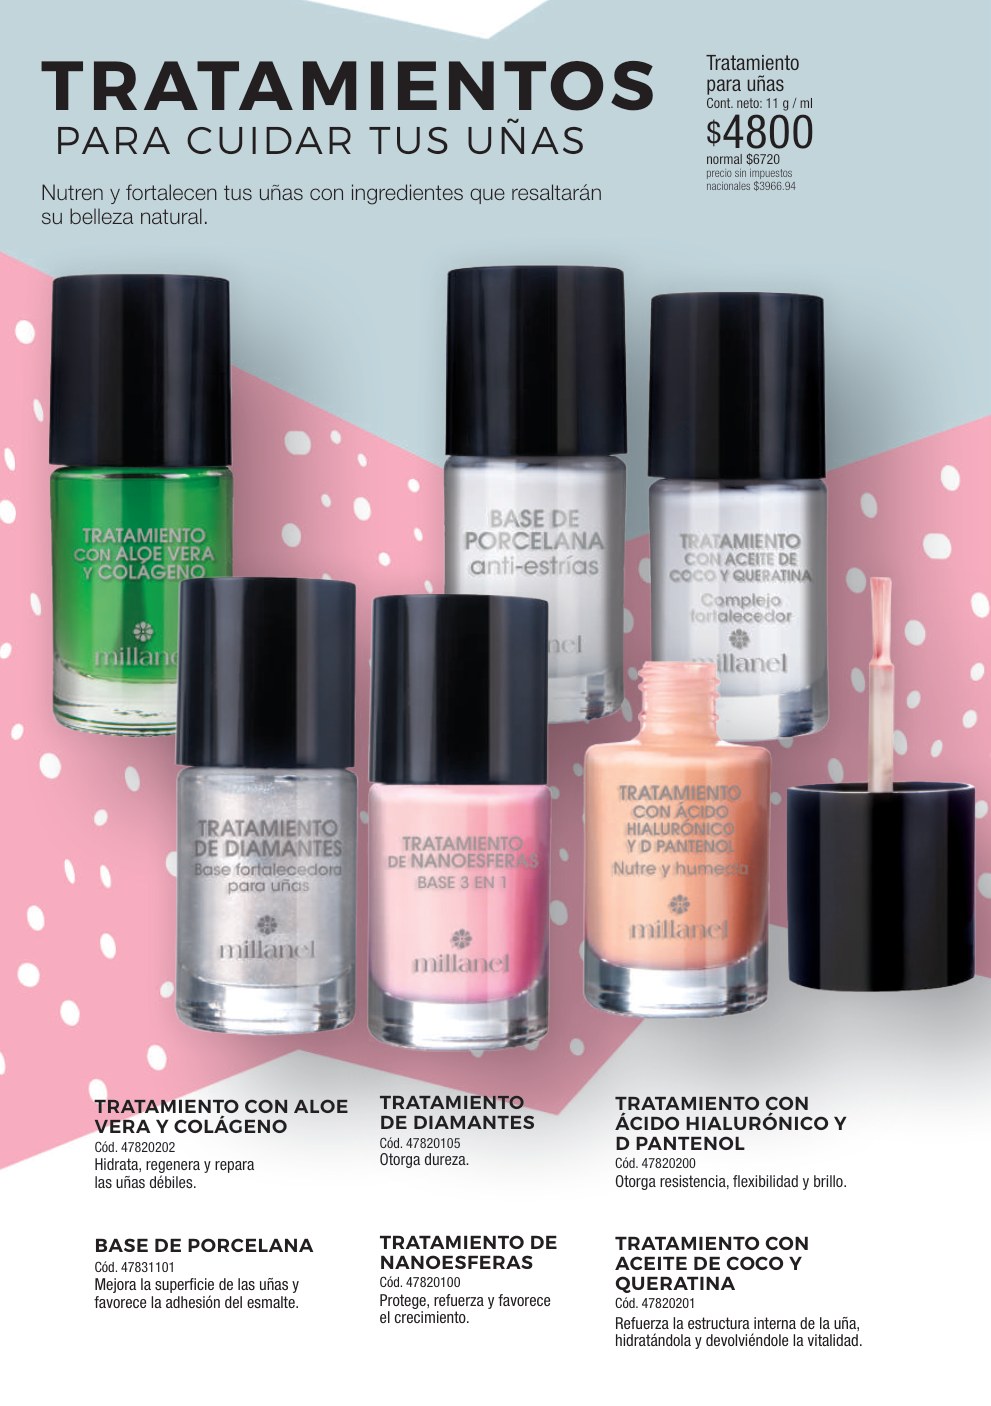 TRATAMIENTOS
PARA CUIDAR TUS UÑAS
Nutren y fortalecen tus uñas con ingredientes que resaltarán
su belleza natural.
Tratamiento
para uñas
Cont. neto: 11 g / ml
$4800
normal $6720
precio sin impuestos
nacionales $3966.94
TRATAMIENTO
CON ALOE VERA
Y COLÁGENO
BASE DE
PORCELANA
anti-estrías
TRATAMIENTO
CON ACEITE DE
COCO Y QUERATINA
Complejo
fortalecedor
millanel
TRATAMIENTO
DE DIAMANTES
Base fortalecedora
para uñas
millanel
TRATAMIENTO
DE NANOESFERAS
BASE 3 EN 1
millanel
TRATAMIENTO
CON ÁCIDO
HIALURÓNICO
Y D PANTENOL
Nutre y humecta
millanel
TRATAMIENTO CON ALOE
VERA Y COLÁGENO
Cód. 47820202
Hidrata, regenera y repara
las uñas débiles.
TRATAMIENTO
DE DIAMANTES
Cód. 47820105
Otorga dureza.
TRATAMIENTO CON
ÁCIDO HIALURÓNICO Y
D PANTENOL
Cód. 47820200
Otorga resistencia, flexibilidad y brillo.
BASE DE PORCELANA
Cód. 47831101
Mejora la superficie de las uñas y
favorece la adhesión del esmalte.
TRATAMIENTO DE
NANOESFERAS
Cód. 47820100
Protege, refuerza y favorece
el crecimiento.
TRATAMIENTO CON
ACEITE DE COCO Y
QUERATINA
Cód. 47820201
Refuerza la estructura interna de la uña,
hidratándola y devolviéndole la vitalidad.